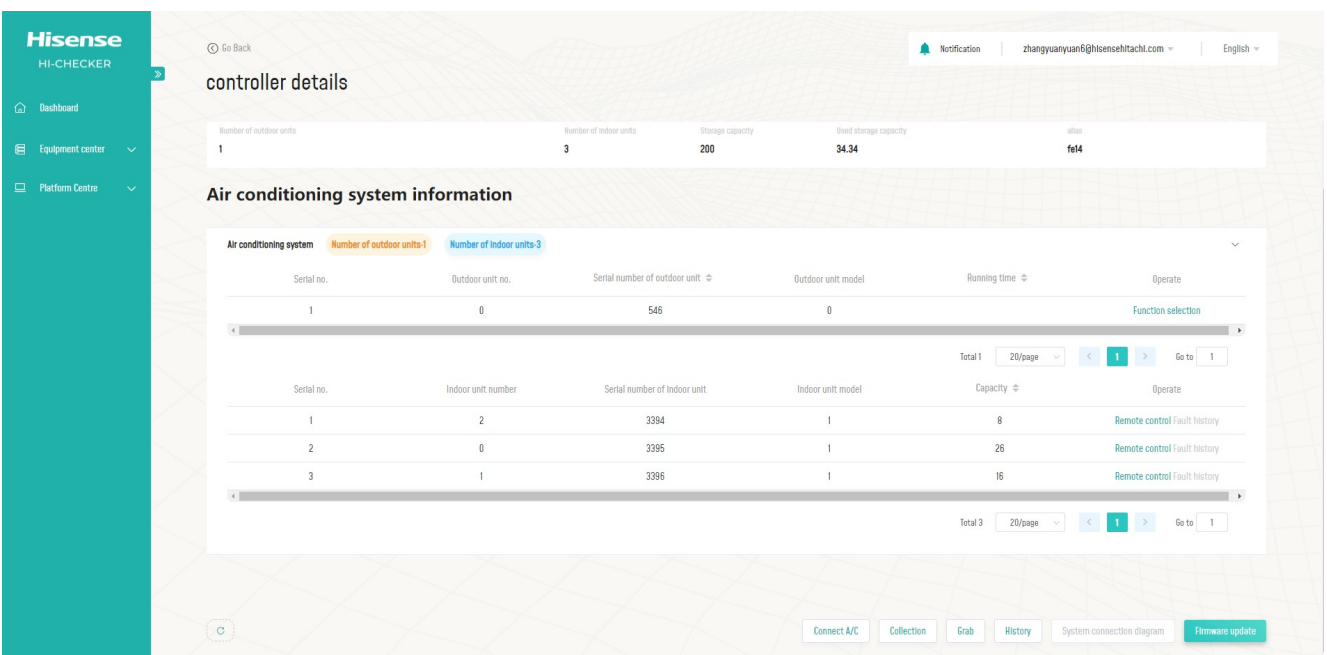 Hisense
HI-CHECKER
Dashboard
Equipment center
Platform Centre
Go Back
Notification zhangyuanyuan6@hisensehitachi.com English
controller details
Number of outdoor units Number of indoor units Storage capacity Used storage capacity alias
1 3 200 34.34 fe14
Air conditioning system information
Air conditioning system Number of outdoor units-1 Number of indoor units-3
Serial no. Outdoor unit no. Serial number of outdoor unit Outdoor unit model Running time Operate
1 0 546 0 Function selection
Total 1 20/page < 1 > Go to 1
Serial no. Indoor unit number Serial number of indoor unit Indoor unit model Capacity Operate
1 2 3394 1 8 Remote control Fault history
2 0 3395 1 26 Remote control Fault history
3 1 3396 1 16 Remote control Fault history
Total 3 20/page < 1 > Go to 1
Connect A/C Collection Grab History System connection diagram Firmware update